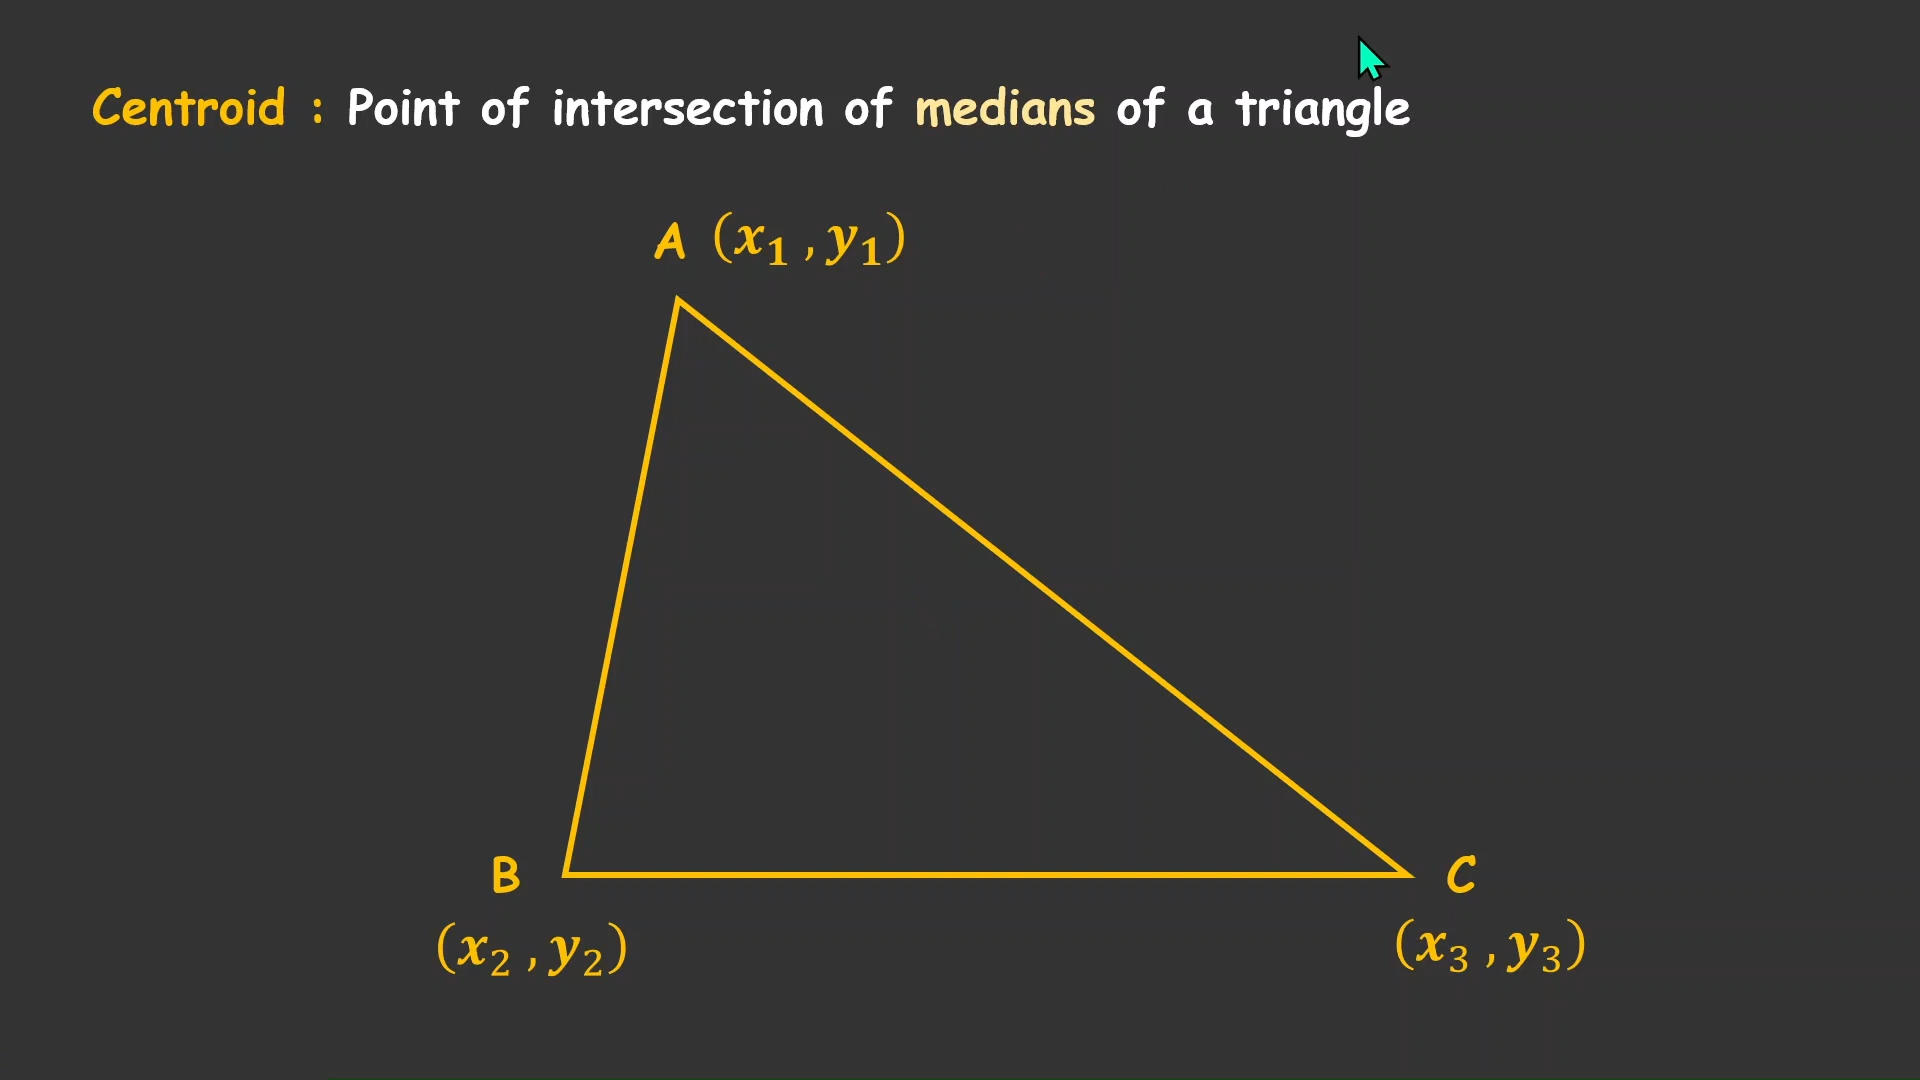 Centroid : Point of intersection of medians of a triangle
A (x₁ , y₁)
B
C
(x₂ , y₂)
(x₃ , y₃)